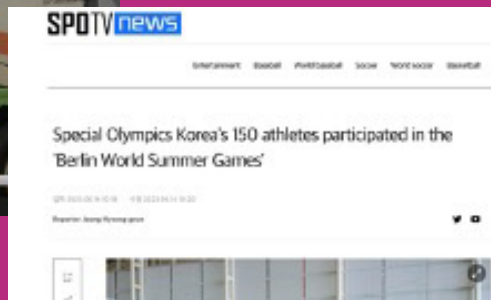 SPOTV news
Entertainment Baseball World baseball Soccer World soccer Basketball
Special Olympics Korea's 150 athletes participated in the
'Berlin World Summer Games'
Reporter